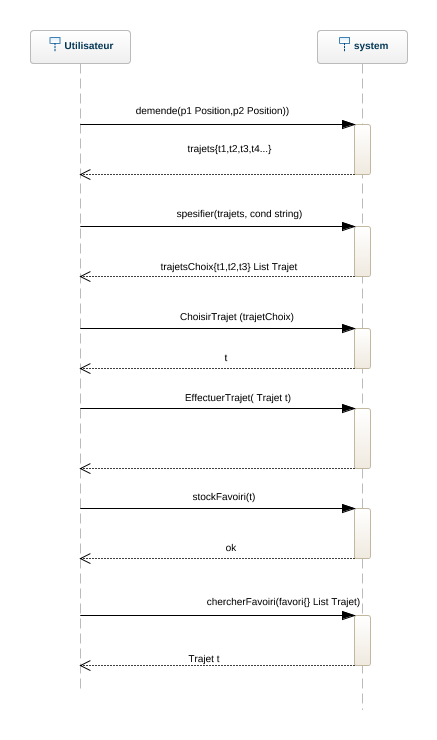 Utilisateur
system
demende(p1 Position,p2 Position))
trajets{t1,t2,t3,t4...}
spesifier(trajets, cond string)
trajetsChoix{t1,t2,t3} List Trajet
ChoisirTrajet (trajetChoix)
t
EffectuerTrajet( Trajet t)
stockFavoiri(t)
ok
chercherFavoiri(favori{} List Trajet)
Trajet t